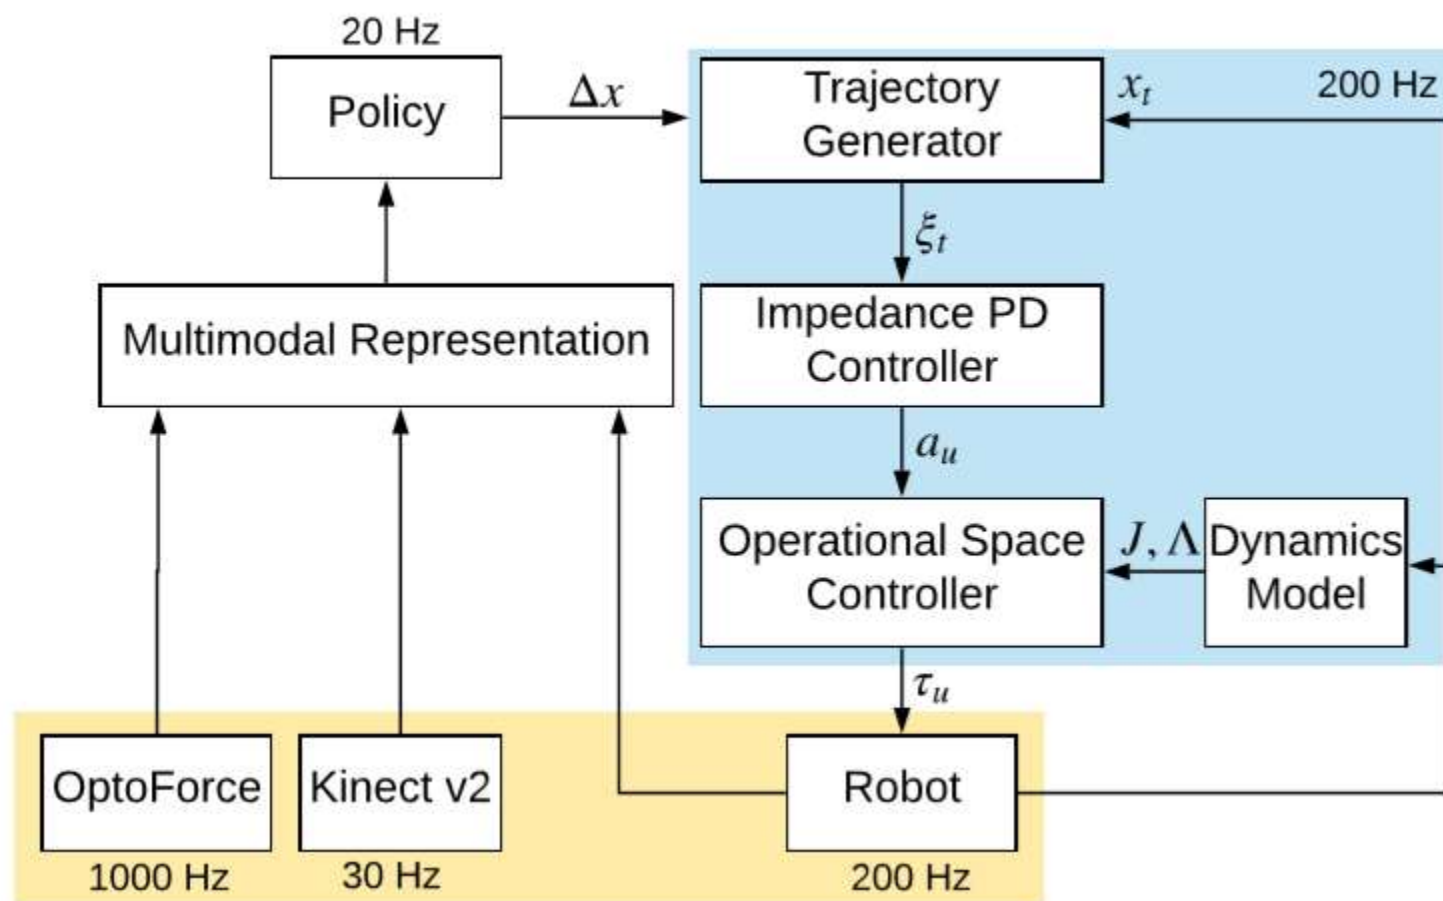 20 Hz
Policy
Δx
Trajectory
Generator
x_t
200 Hz
ξ_t
Multimodal Representation
Impedance PD
Controller
a_u
Operational Space
Controller
J, Λ
Dynamics
Model
τ_u
OptoForce
Kinect v2
Robot
1000 Hz
30 Hz
200 Hz